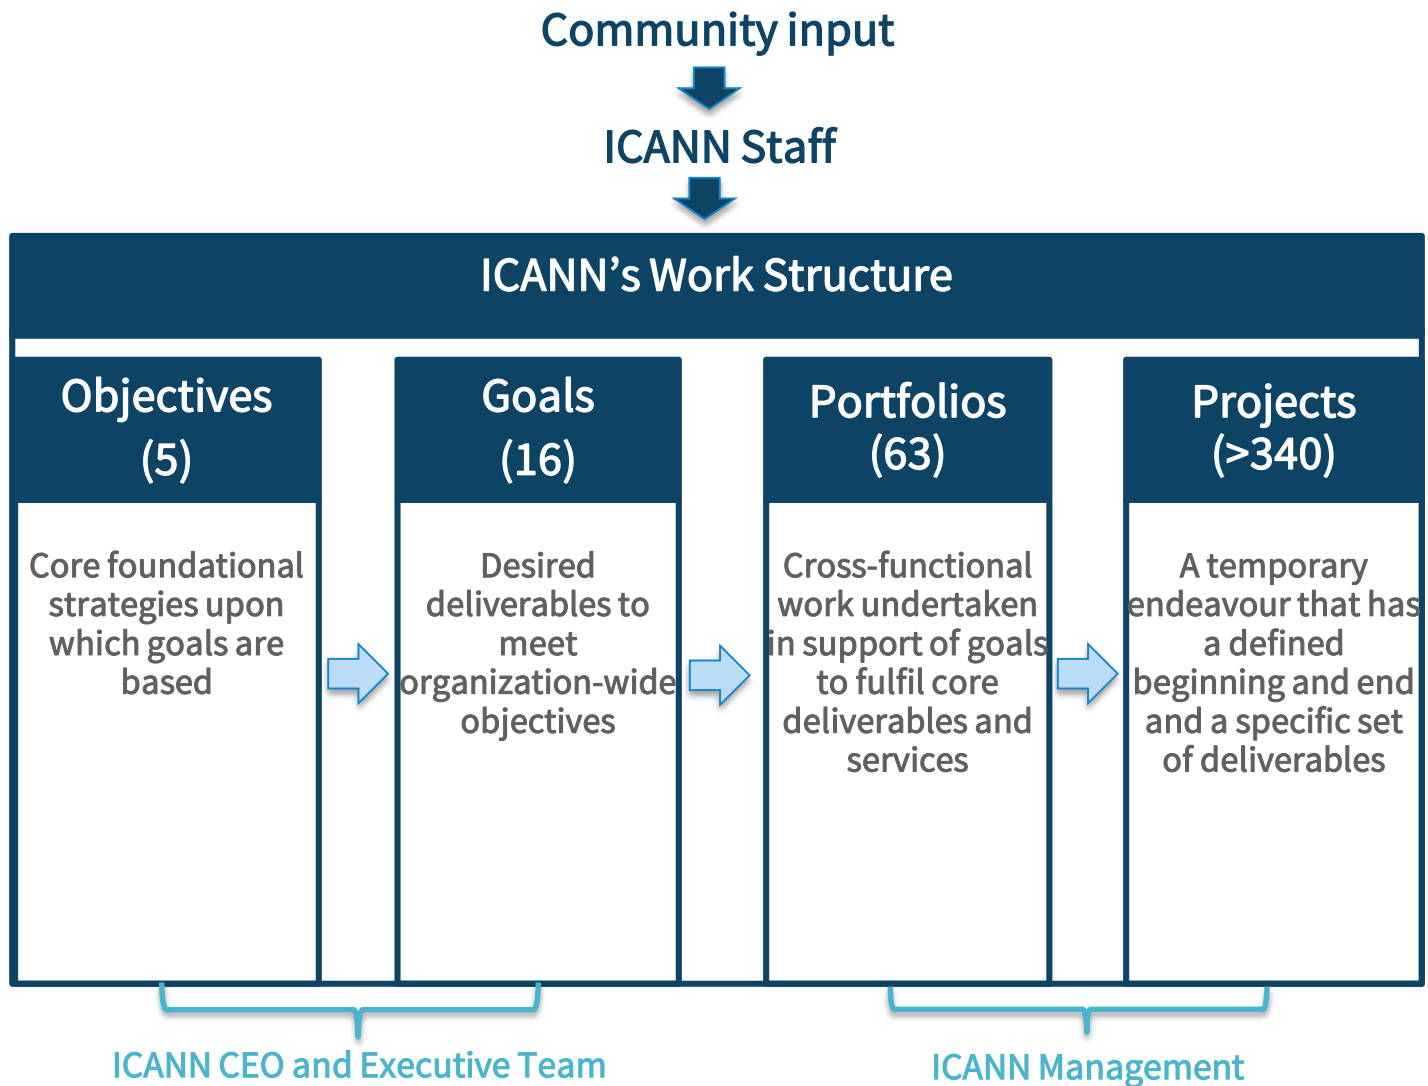 Community input
ICANN Staff
ICANN’s Work Structure
Objectives
(5)
Core foundational
strategies upon
which goals are
based
Goals
(16)
Desired
deliverables to
meet
organization-wide
objectives
Portfolios
(63)
Cross-functional
work undertaken
in support of goals
to fulfil core
deliverables and
services
Projects
(>340)
A temporary
endeavour that has
a defined
beginning and end
and a specific set
of deliverables
ICANN CEO and Executive Team
ICANN Management